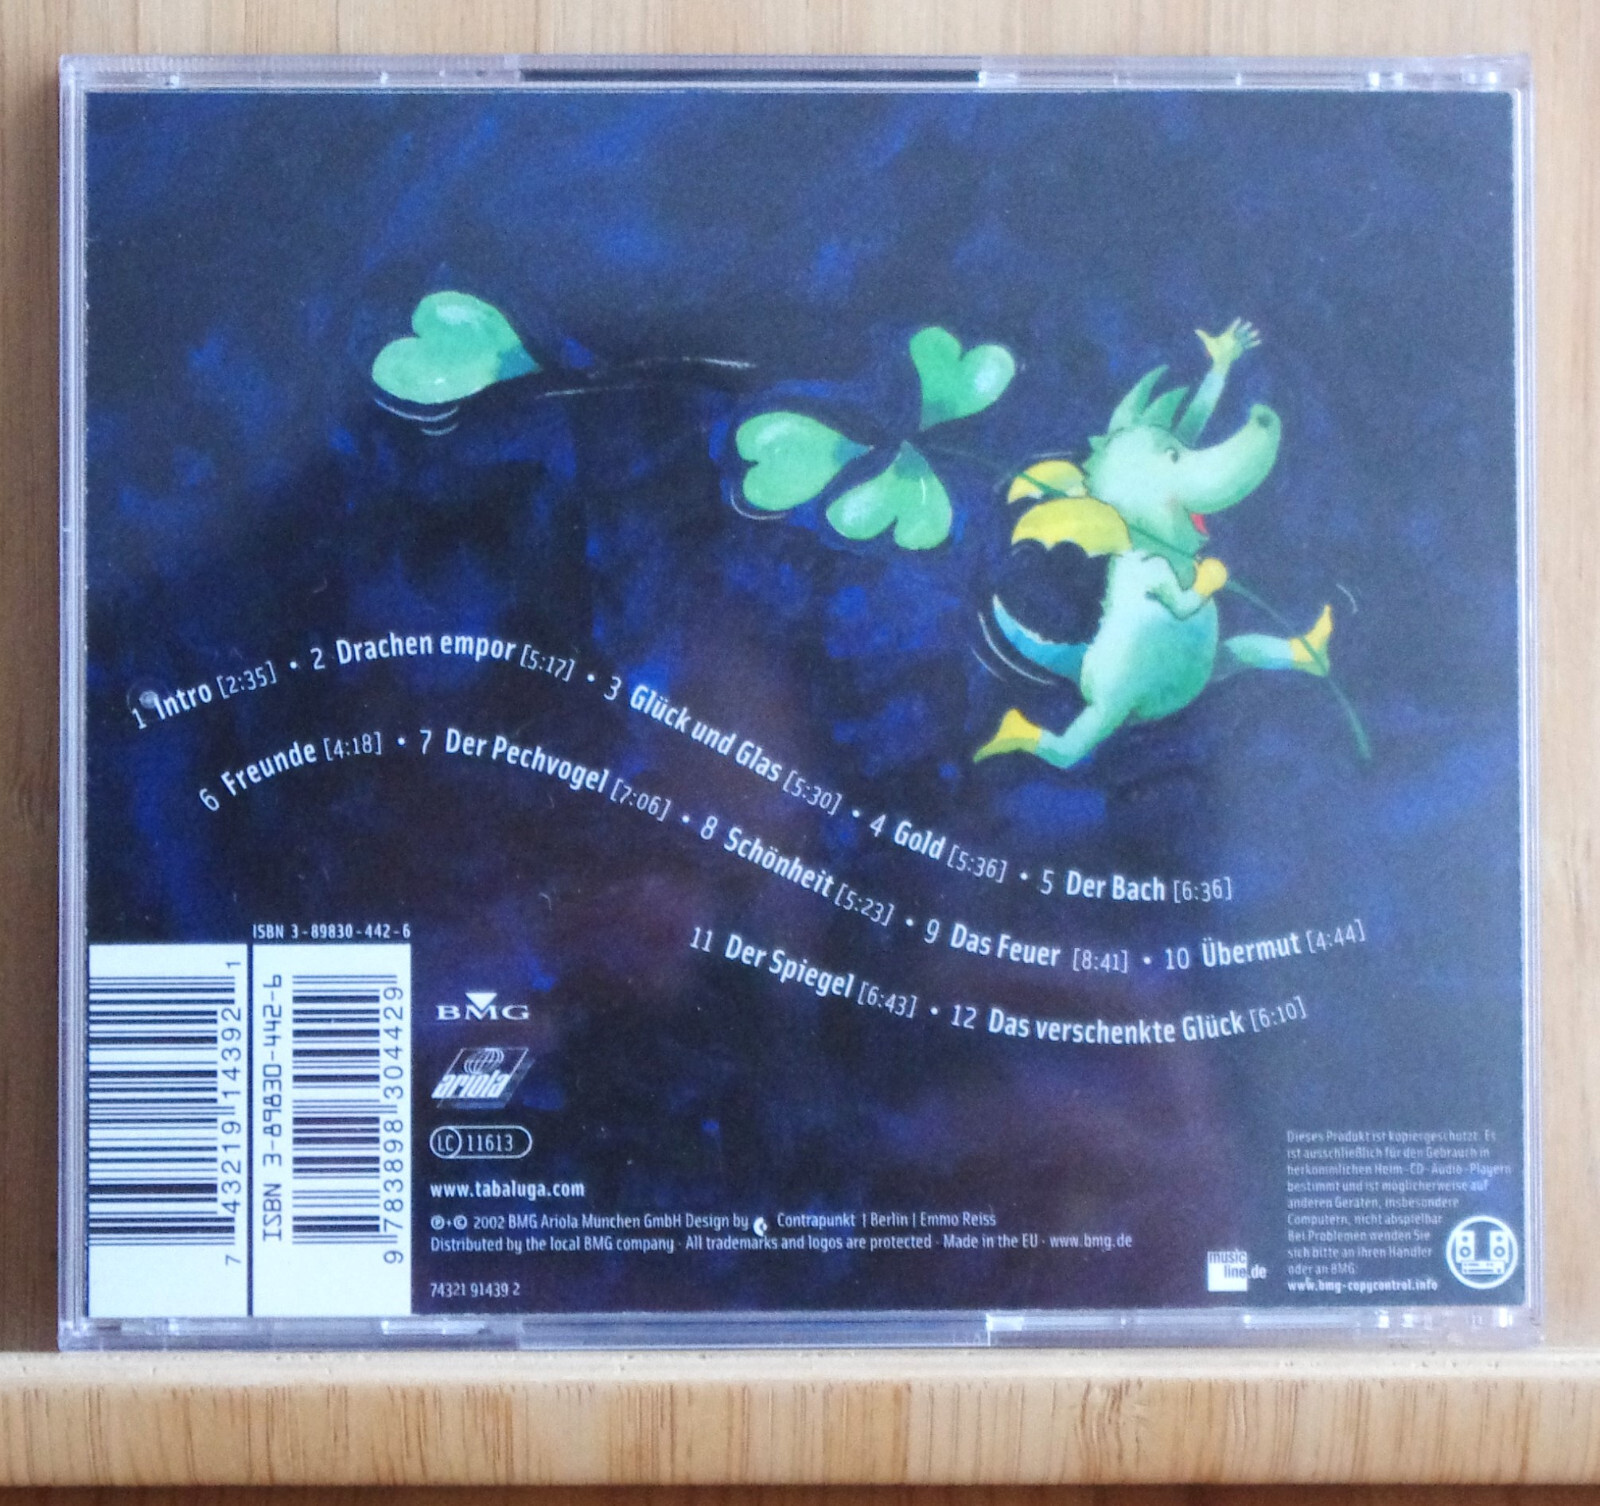 1 Intro [2:35] • 2 Drachen empor [5:17] • 3 Glück und Glas [5:30] • 4 Gold [5:36] • 5 Der Bach [6:36]
6 Freunde [4:18] • 7 Der Pechvogel [7:06] • 8 Schönheit [5:23] • 9 Das Feuer [8:41] • 10 Übermut [4:44]
11 Der Spiegel [6:43] • 12 Das verschenkte Glück [6:10]
ISBN 3-89830-442-6
7 43219 14392 1
ISBN 3-89830-442-6
9 783898 304429
BMG
ariola
LC 11613
www.tabaluga.com
℗+© 2002 BMG Ariola München GmbH Design by Contrapunkt | Berlin | Emmo Reiss
Distributed by the local BMG company · All trademarks and logos are protected · Made in the EU · www.bmg.de
74321 91439 2
music
line.de
Dieses Produkt ist kopiergeschützt. Es
ist ausschließlich für den Gebrauch in
herkömmlichen Heim-CD-Audio-Playern
bestimmt und ist möglicherweise auf
anderen Geräten, insbesondere
Computern, nicht abspielbar
Bei Problemen wenden Sie
sich bitte an Ihren Händler
oder an BMG:
www.bmg-copycontrol.info